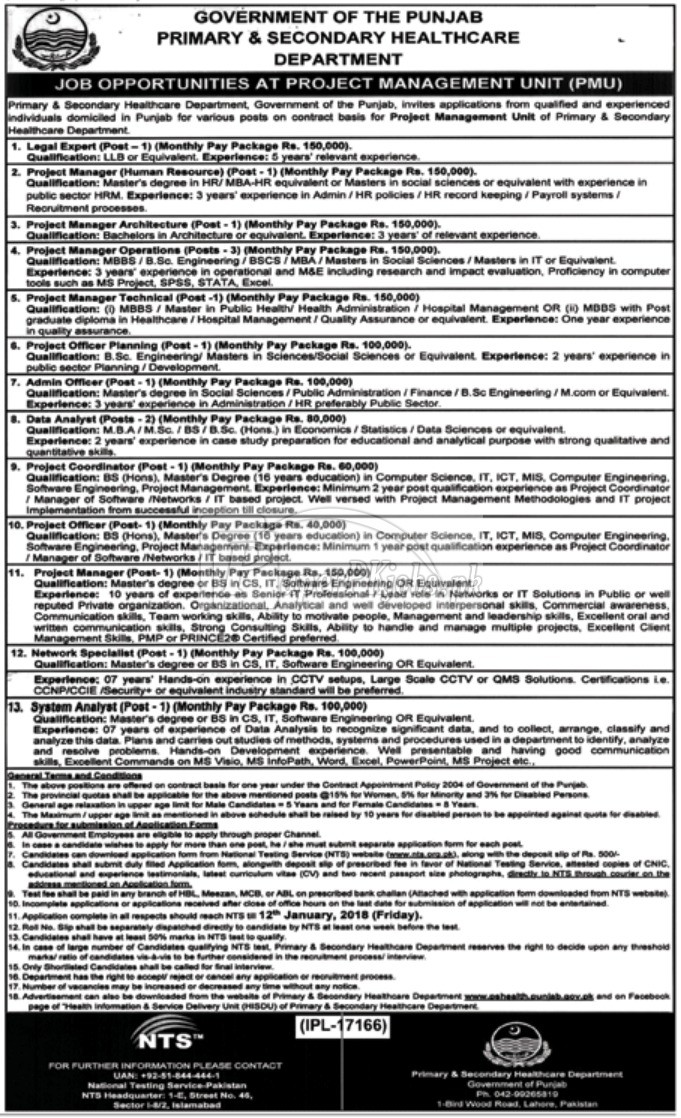 GOVERNMENT OF THE PUNJAB
PRIMARY & SECONDARY HEALTHCARE
DEPARTMENT
JOB OPPORTUNITIES AT PROJECT MANAGEMENT UNIT (PMU)
Primary & Secondary Healthcare Department, Government of the Punjab, invites applications from qualified and experienced
individuals domiciled in Punjab for various posts on contract basis for Project Management Unit of Primary & Secondary
Healthcare Department.
1. Legal Expert (Post – 1) (Monthly Pay Package Rs. 150,000).
Qualification: LLB or Equivalent. Experience: 5 years' relevant experience.
2. Project Manager (Human Resource) (Post - 1) (Monthly Pay Package Rs. 150,000).
Qualification: Master's degree in HR/ MBA-HR equivalent or Masters in social sciences or equivalent with experience in
public sector HRM. Experience: 3 years' experience in Admin / HR policies / HR record keeping / Payroll systems /
Recruitment processes.
3. Project Manager Architecture (Post - 1) (Monthly Pay Package Rs. 150,000).
Qualification: Bachelors in Architecture or equivalent. Experience: 3 years' of relevant experience.
4. Project Manager Operations (Posts - 3) (Monthly Pay Package Rs. 150,000).
Qualification: MBBS / B.Sc. Engineering / BSCS / MBA / Masters in Social Sciences / Masters in IT or Equivalent.
Experience: 3 years' experience in operational and M&E including research and impact evaluation, Proficiency in computer
tools such as MS Project, SPSS, STATA, Excel.
5. Project Manager Technical (Post -1) (Monthly Pay Package Rs. 150,000)
Qualification: (i) MBBS / Master in Public Health/ Health Administration / Hospital Management OR (ii) MBBS with Post
graduate diploma in Healthcare / Hospital Management / Quality Assurance or equivalent. Experience: One year experience
in quality assurance.
6. Project Officer Planning (Post - 1) (Monthly Pay Package Rs. 100,000).
Qualification: B.Sc. Engineering/ Masters in Sciences/Social Sciences or Equivalent. Experience: 2 years' experience in
public sector Planning / Development.
7. Admin Officer (Post - 1) (Monthly Pay Package Rs. 100,000)
Qualification: Master's degree in Social Sciences / Public Administration / Finance / B.Sc Engineering / M.com or Equivalent.
Experience: 3 years' experience in Administration / HR preferably Public Sector.
8. Data Analyst (Posts - 2) (Monthly Pay Package Rs. 80,000)
Qualification: M.B.A / M.Sc. / BS / B.Sc. (Hons.) in Economics / Statistics / Data Sciences or equivalent.
Experience: 2 years' experience in case study preparation for educational and analytical purpose with strong qualitative and
quantitative skills.
9. Project Coordinator (Post - 1) (Monthly Pay Package Rs. 60,000)
Qualification: BS (Hons), Master's Degree (16 years education) in Computer Science, IT, ICT, MIS, Computer Engineering,
Software Engineering, Project Management. Experience: Minimum 2 year post qualification experience as Project Coordinator
/ Manager of Software /Networks / IT based project. Well versed with Project Management Methodologies and IT project
Implementation from successful inception till closure.
10. Project Officer (Post- 1) (Monthly Pay Package Rs. 40,000)
Qualification: BS (Hons), Master's Degree (16 years education) in Computer Science, IT, ICT, MIS, Computer Engineering,
Software Engineering, Project Management. Experience: Minimum 1 year post qualification experience as Project Coordinator
/ Manager of Software /Networks / IT based project.
11. Project Manager (Post- 1) (Monthly Pay Package Rs. 150,000)
Qualification: Master's degree or BS in CS, IT, Software Engineering OR Equivalent.
Experience: 10 years of experience as Senior IT Professional / Lead role in Networks or IT Solutions in Public or well
reputed Private organization. Organizational, Analytical and well developed interpersonal skills, Commercial awareness,
Communication skills, Team working skills, Ability to motivate people, Management and leadership skills, Excellent oral and
written communication skills, Strong Consulting Skills, Ability to handle and manage multiple projects, Excellent Client
Management Skills, PMP or PRINCE2® Certified preferred.
12. Network Specialist (Post - 1) (Monthly Pay Package Rs. 100,000)
Qualification: Master's degree or BS in CS, IT, Software Engineering OR Equivalent.
Experience: 07 years' Hands-on experience in CCTV setups, Large Scale CCTV or QMS Solutions. Certifications i.e.
CCNP/CCIE /Security+ or equivalent industry standard will be preferred.
13. System Analyst (Post - 1) (Monthly Pay Package Rs. 100,000)
Qualification: Master's degree or BS in CS, IT, Software Engineering OR Equivalent.
Experience: 07 years of experience of Data Analysis to recognize significant data, and to collect, arrange, classify and
analyze this data. Plans and carries out studies of methods, systems and procedures used in a department to identify, analyze
and resolve problems. Hands-on Development experience. Well presentable and having good communication
skills, Excellent Commands on MS Visio, MS InfoPath, Word, Excel, PowerPoint, MS Project etc.,
General Terms and Conditions
1. The above positions are offered on contract basis for one year under the Contract Appointment Policy 2004 of Government of the Punjab.
2. The provincial quotas shall be applicable for the above mentioned posts @15% for Women, 5% for Minority and 3% for Disabled Persons.
3. General age relaxation in upper age limit for Male Candidates = 5 Years and for Female Candidates = 8 Years.
4. The Maximum / upper age limit as mentioned in above schedule shall be raised by 10 years for disabled person to be appointed against quota for disabled.
Procedure for submission of Application Forms
5. All Government Employees are eligible to apply through proper Channel.
6. In case a candidate wishes to apply for more than one post, he / she must submit separate application form for each post.
7. Candidates can download application form from National Testing Service (NTS) website (www.nts.org.pk), along with the deposit slip of Rs. 500/-
8. Candidates shall submit duly filled Application form, alongwith deposit slip of prescribed fee in favor of National Testing Service, attested copies of CNIC,
educational and experience testimonials, latest curriculum vitae (CV) and two recent passport size photographs, directly to NTS through courier on the
address mentioned on Application form.
9. Test fee shall be paid in any branch of HBL, Meezan, MCB, or ABL on prescribed bank challan (Attached with application form downloaded from NTS website).
10. Incomplete applications or applications received after close of office hours on the last date for submission of application will not be entertained.
11. Application complete in all respects should reach NTS till 12th January, 2018 (Friday).
12. Roll No. Slip shall be separately dispatched directly to candidate by NTS at least one week before the test.
13. Candidates shall have at least 50% marks in NTS test to qualify.
14. In case of large number of Candidates qualifying NTS test, Primary & Secondary Healthcare Department reserves the right to decide upon any threshold
marks/ ratio of candidates vis-à-vis to be further considered in the recruitment process/ interview.
15. Only Shortlisted Candidates shall be called for final interview.
16. Department has the right to accept/ reject or cancel any application or recruitment process.
17. Number of vacancies may be increased or decreased any time without any notice.
18. Advertisement can also be downloaded from the website of Primary & Secondary Healthcare Department www.pshealth.punjab.gov.pk and on Facebook
page of "Health Information & Service Delivery Unit (HISDU) of Primary & Secondary Healthcare Department.
(IPL-17166)
NTS™
FOR FURTHER INFORMATION PLEASE CONTACT
UAN: +92-51-844-444-1
National Testing Service-Pakistan
NTS Headquarter: 1-E, Street No. 46,
Sector I-8/2, Islamabad
Primary & Secondary Healthcare Department
Government of Punjab
Ph. 042-99265819
1-Bird Wood Road, Lahore, Pakistan